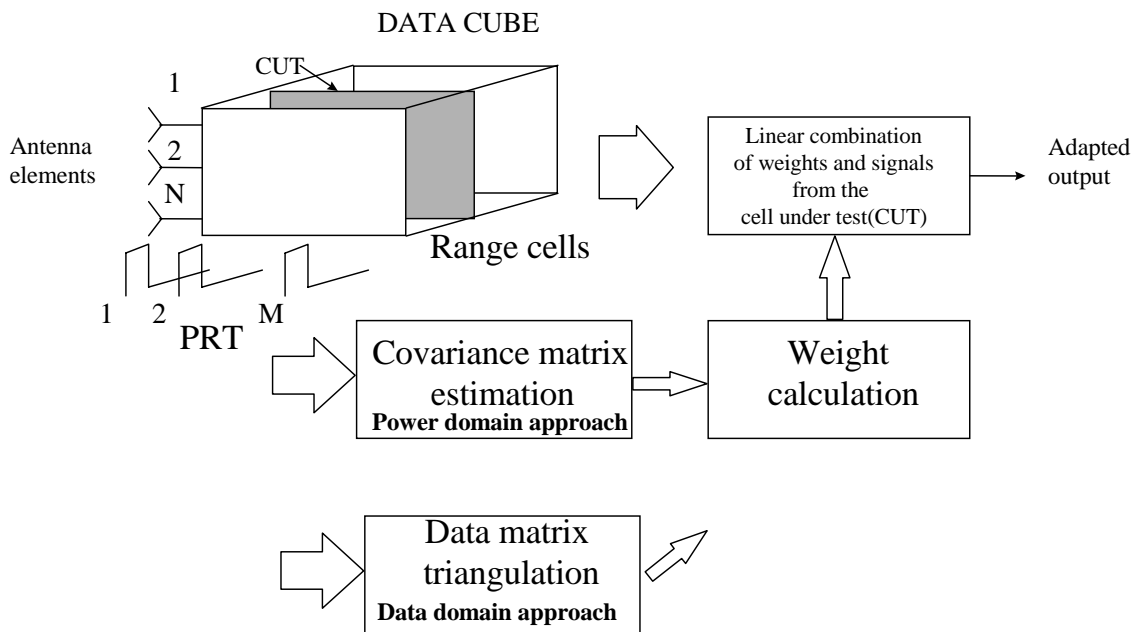 DATA CUBE
CUT
1
2
N
Antenna
elements
Range cells
1 2 M
PRT
Linear combination
of weights and signals
from the
cell under test(CUT)
Adapted
output
Covariance matrix
estimation
Power domain approach
Weight
calculation
Data matrix
triangulation
Data domain approach